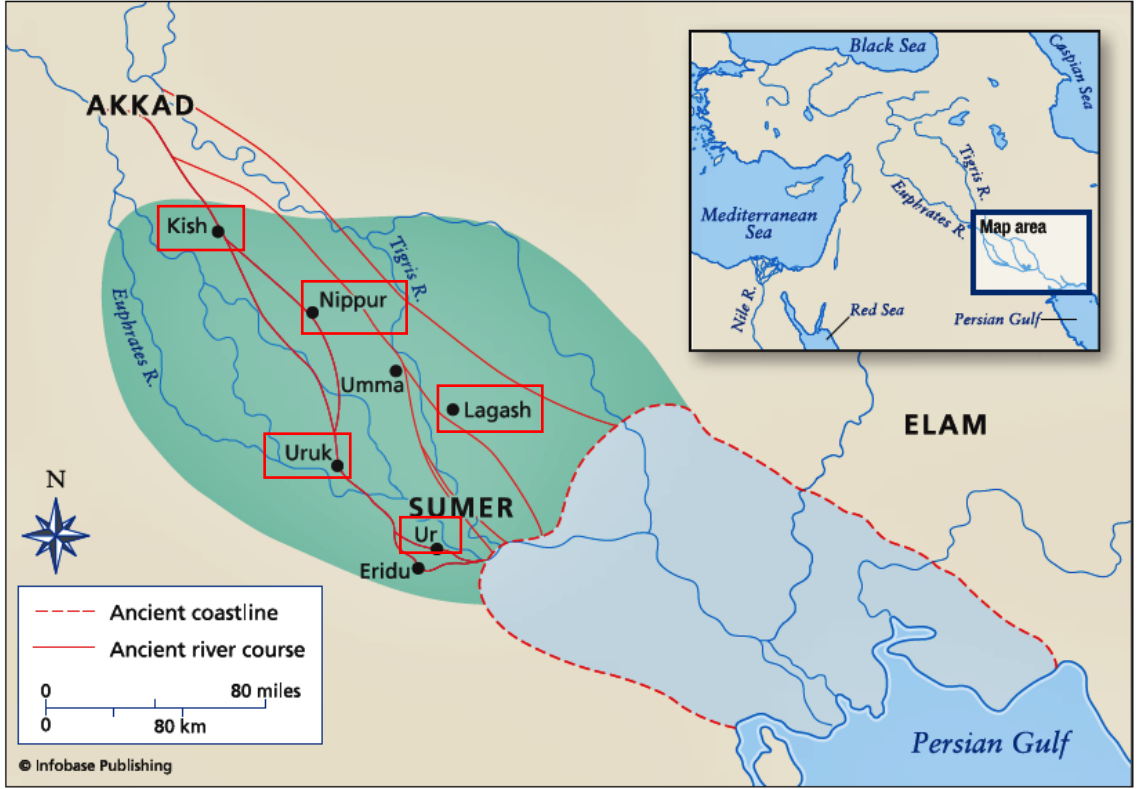 AKKAD
Kish
Nippur
Tigris R.
Euphrates R.
Umma
Lagash
Uruk
SUMER
Ur
Eridu
ELAM
Persian Gulf
N
Ancient coastline
Ancient river course
0 80 miles
0 80 km
© Infobase Publishing
Black Sea
Caspian Sea
Tigris R.
Euphrates R.
Mediterranean
Sea
Map area
Nile R.
Red Sea
Persian Gulf